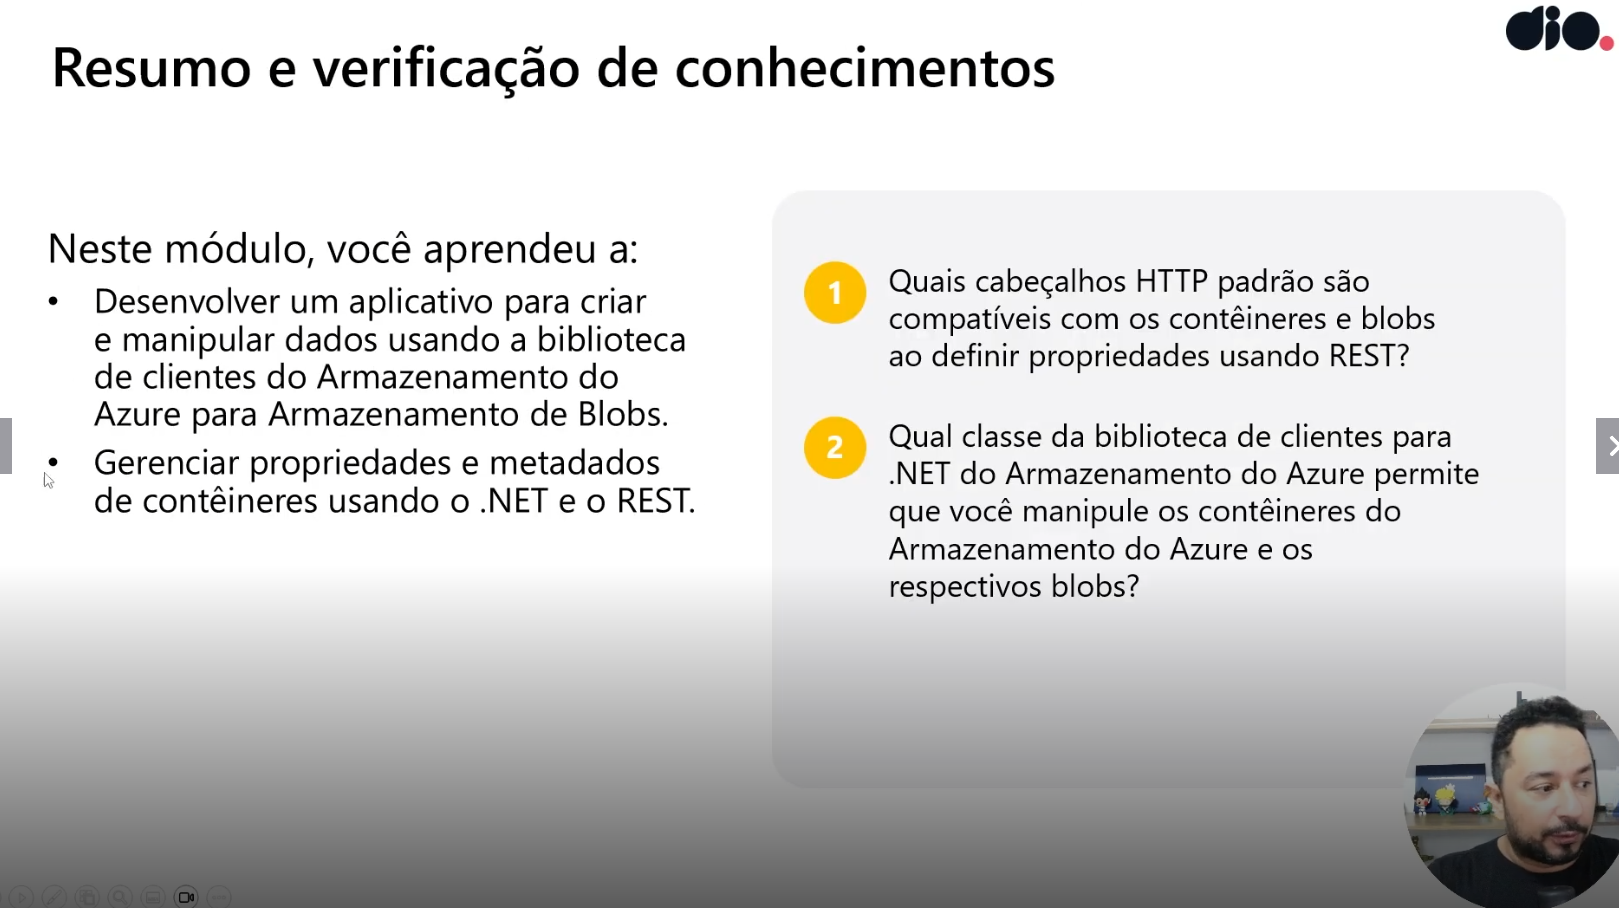 dio.
Resumo e verificação de conhecimentos
Neste módulo, você aprendeu a:
• Desenvolver um aplicativo para criar
e manipular dados usando a biblioteca
de clientes do Armazenamento do
Azure para Armazenamento de Blobs.
• Gerenciar propriedades e metadados
de contêineres usando o .NET e o REST.
1 Quais cabeçalhos HTTP padrão são
compatíveis com os contêineres e blobs
ao definir propriedades usando REST?
2 Qual classe da biblioteca de clientes para
.NET do Armazenamento do Azure permite
que você manipule os contêineres do
Armazenamento do Azure e os
respectivos blobs?